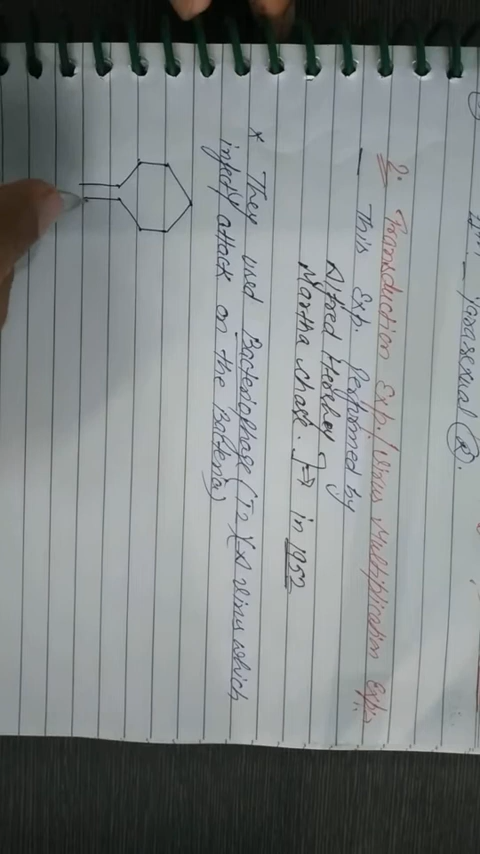 parasexual (R).
2. Transduction Exp./virus Multiplication Exp:
— This Exp. Performed by
Alfred Hershey
Martha chase. in 1952
* They used Bacteriophage (T2) (A virus which
infectly attack on the Bacteria)